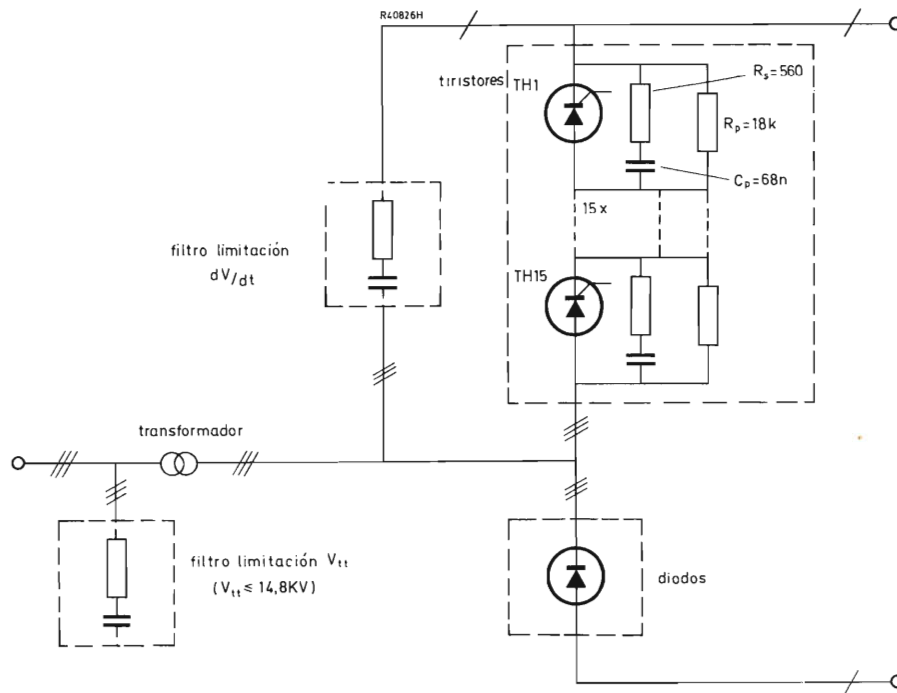 R40826H
tiristores TH1
R_s=560
R_p=18k
C_p=68n
15x
filtro limitación
dV/dt
TH15
transformador
filtro limitación V_tt
(V_tt ≤ 14,8KV)
diodos